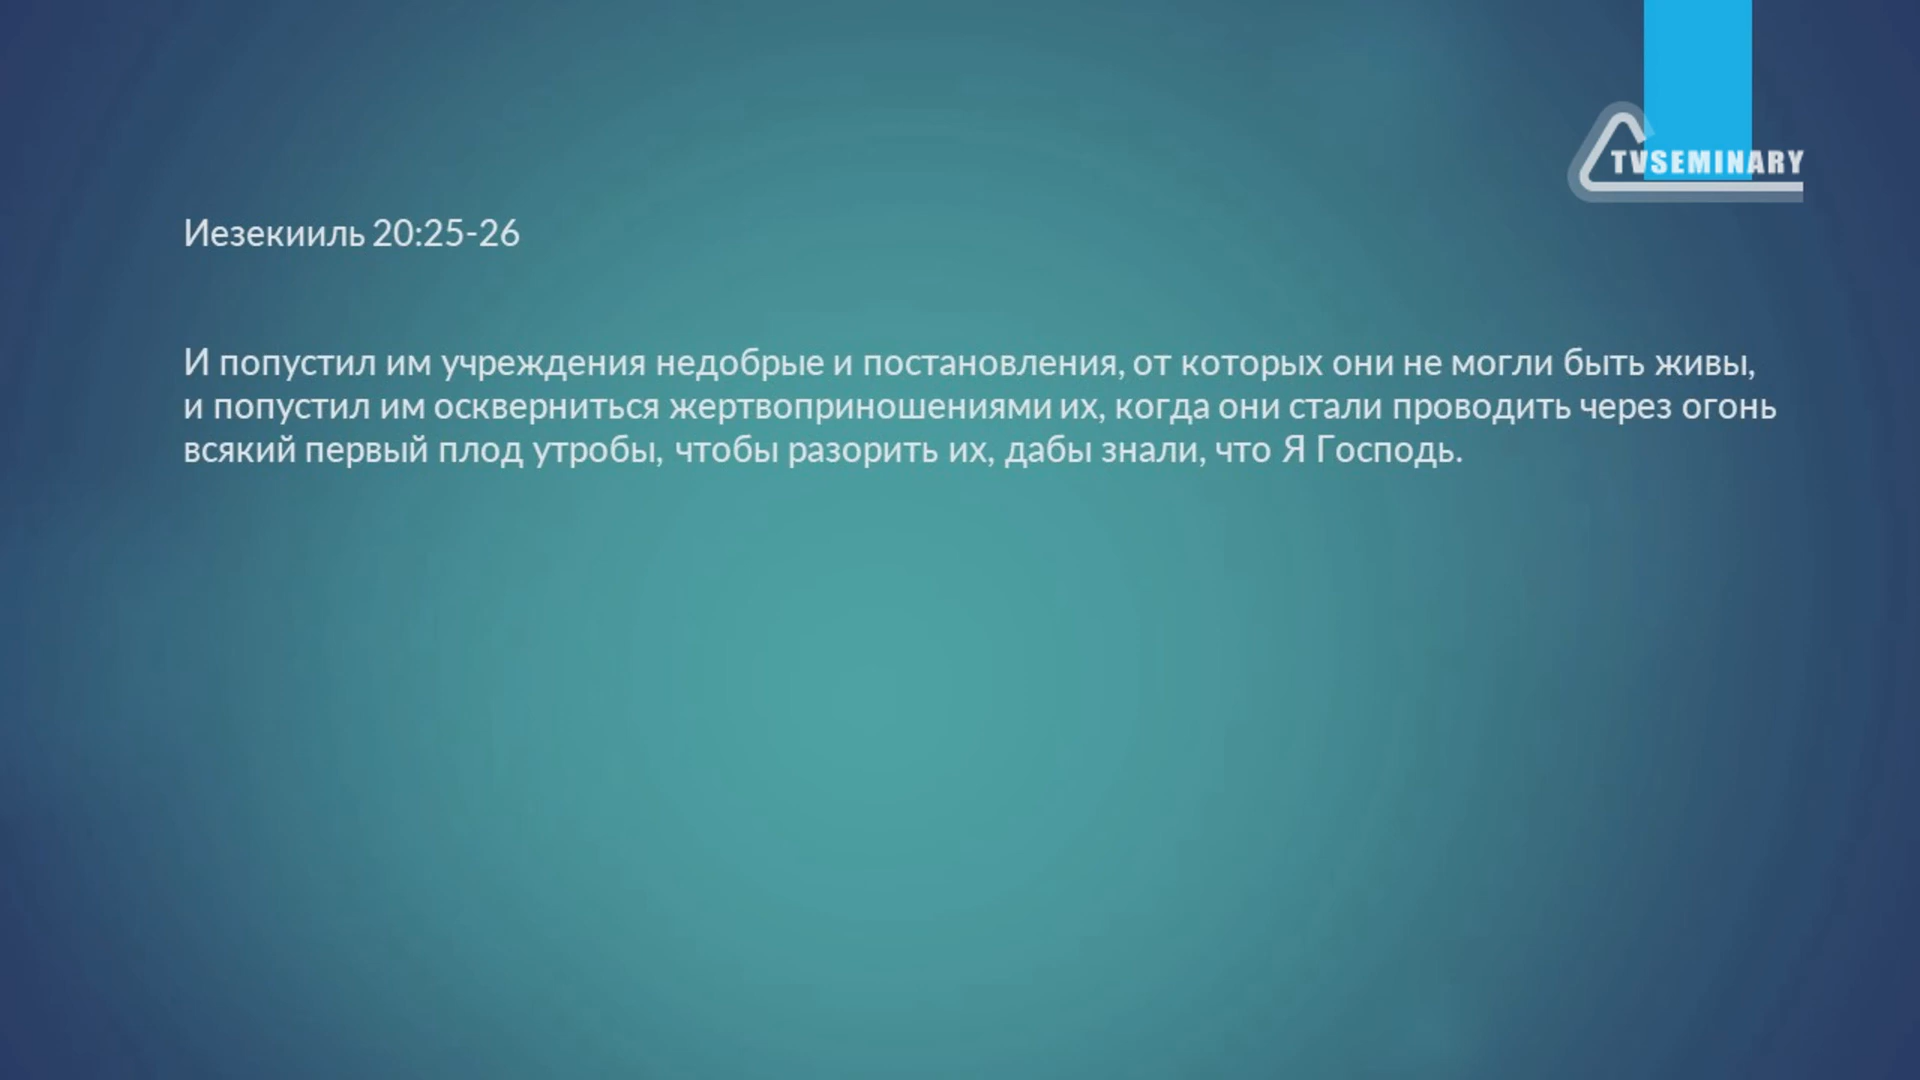 TVSEMINARY
Иезекииль 20:25-26
И попустил им учреждения недобрые и постановления, от которых они не могли быть живы,
и попустил им оскверниться жертвоприношениями их, когда они стали проводить через огонь
всякий первый плод утробы, чтобы разорить их, дабы знали, что Я Господь.